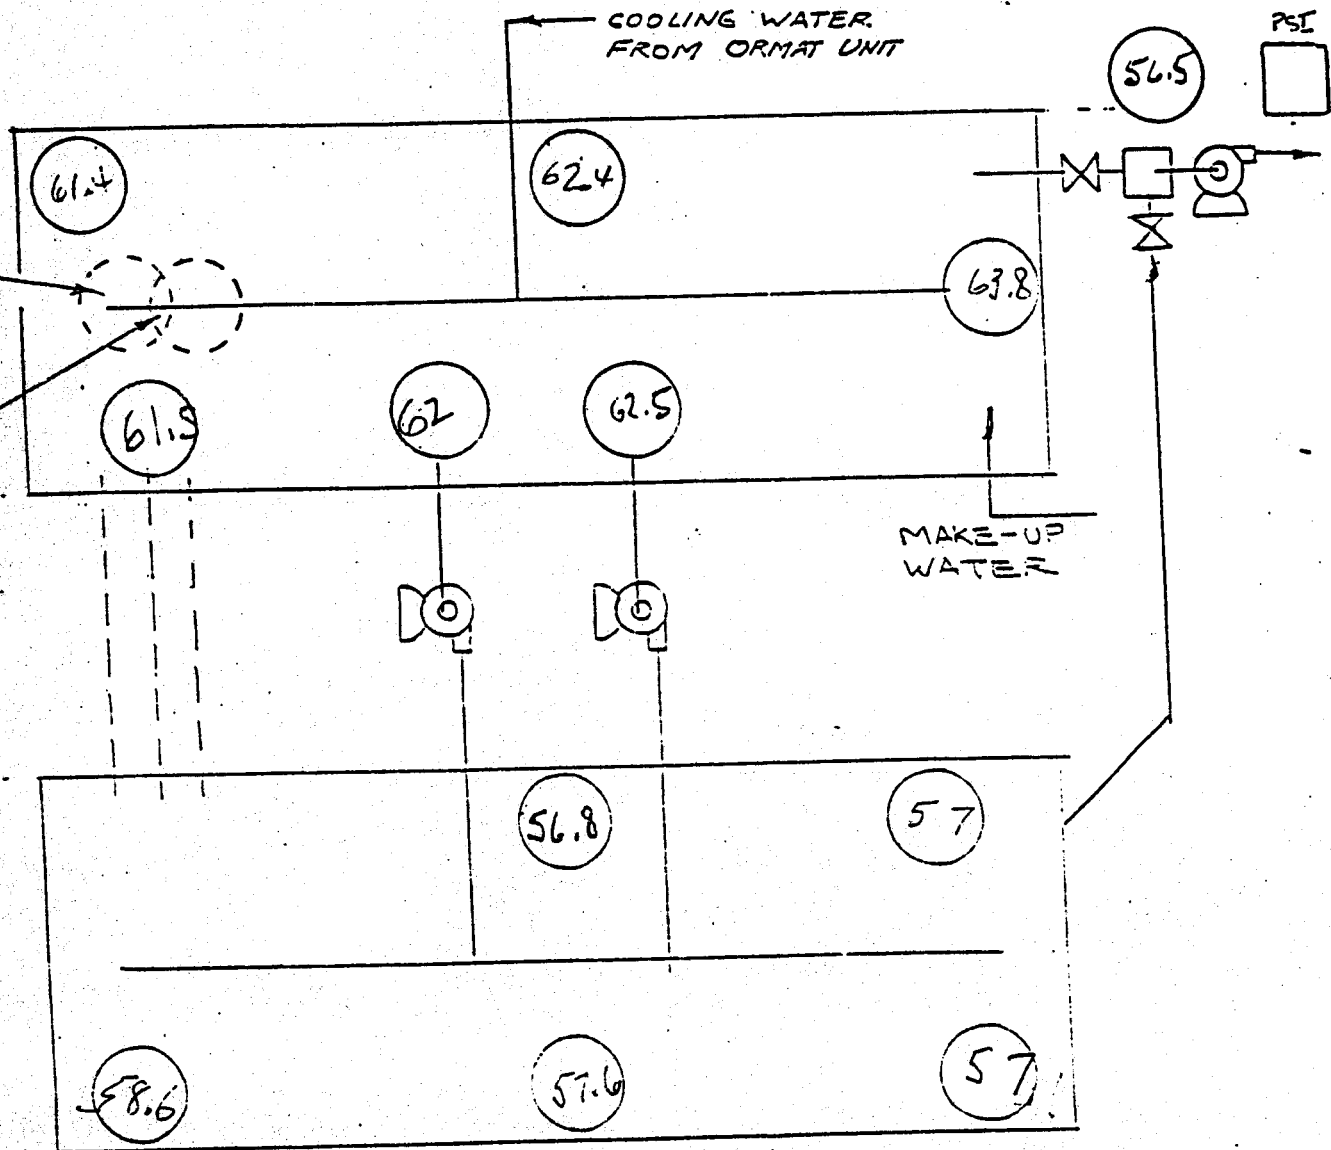 COOLING WATER
FROM ORMAT UNIT
56.5
PSI
61.4
62.4
63.8
61.5
62
62.5
MAKE-UP
WATER
56.8
57
58.6
57.6
57